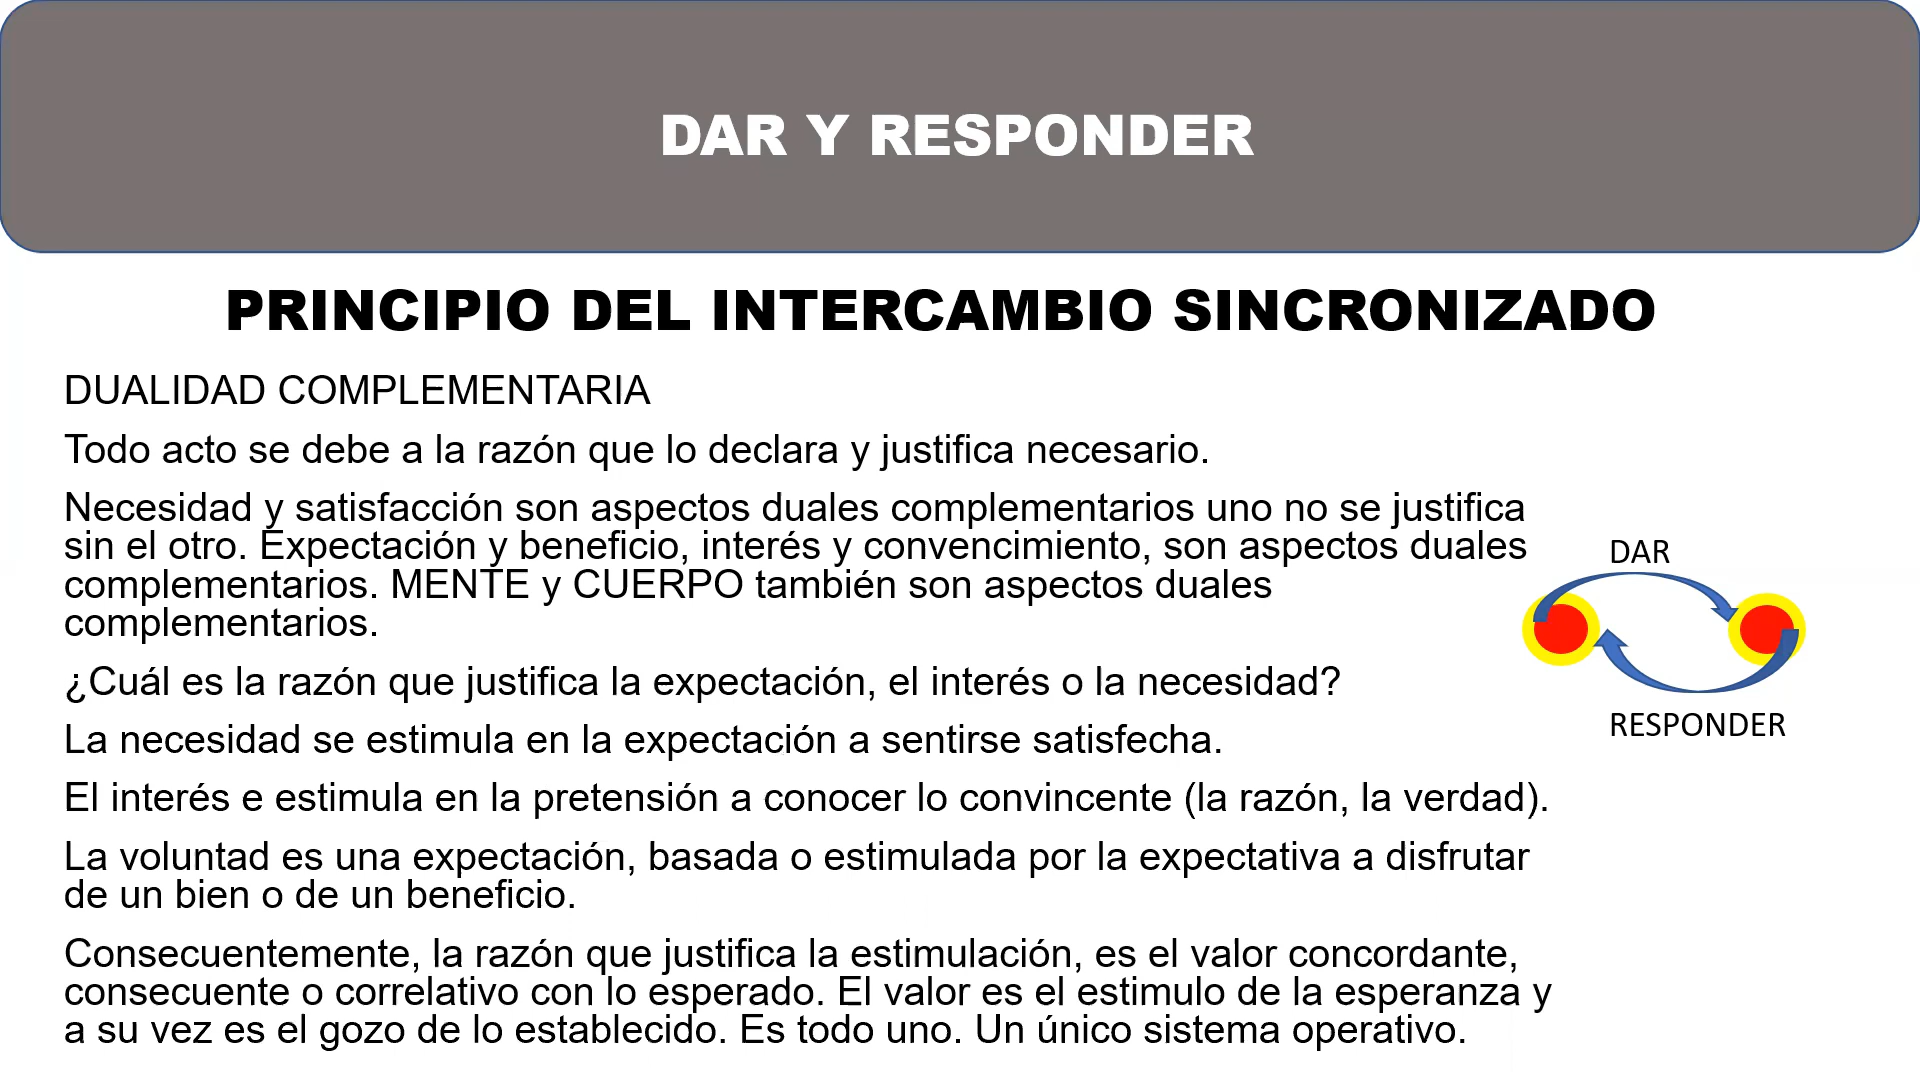 DAR Y RESPONDER
PRINCIPIO DEL INTERCAMBIO SINCRONIZADO
DUALIDAD COMPLEMENTARIA
Todo acto se debe a la razón que lo declara y justifica necesario.
Necesidad y satisfacción son aspectos duales complementarios uno no se justifica
sin el otro. Expectación y beneficio, interés y convencimiento, son aspectos duales
complementarios. MENTE y CUERPO también son aspectos duales
complementarios.
¿Cuál es la razón que justifica la expectación, el interés o la necesidad?
La necesidad se estimula en la expectación a sentirse satisfecha.
El interés e estimula en la pretensión a conocer lo convincente (la razón, la verdad).
La voluntad es una expectación, basada o estimulada por la expectativa a disfrutar
de un bien o de un beneficio.
Consecuentemente, la razón que justifica la estimulación, es el valor concordante,
consecuente o correlativo con lo esperado. El valor es el estimulo de la esperanza y
a su vez es el gozo de lo establecido. Es todo uno. Un único sistema operativo.
DAR
RESPONDER